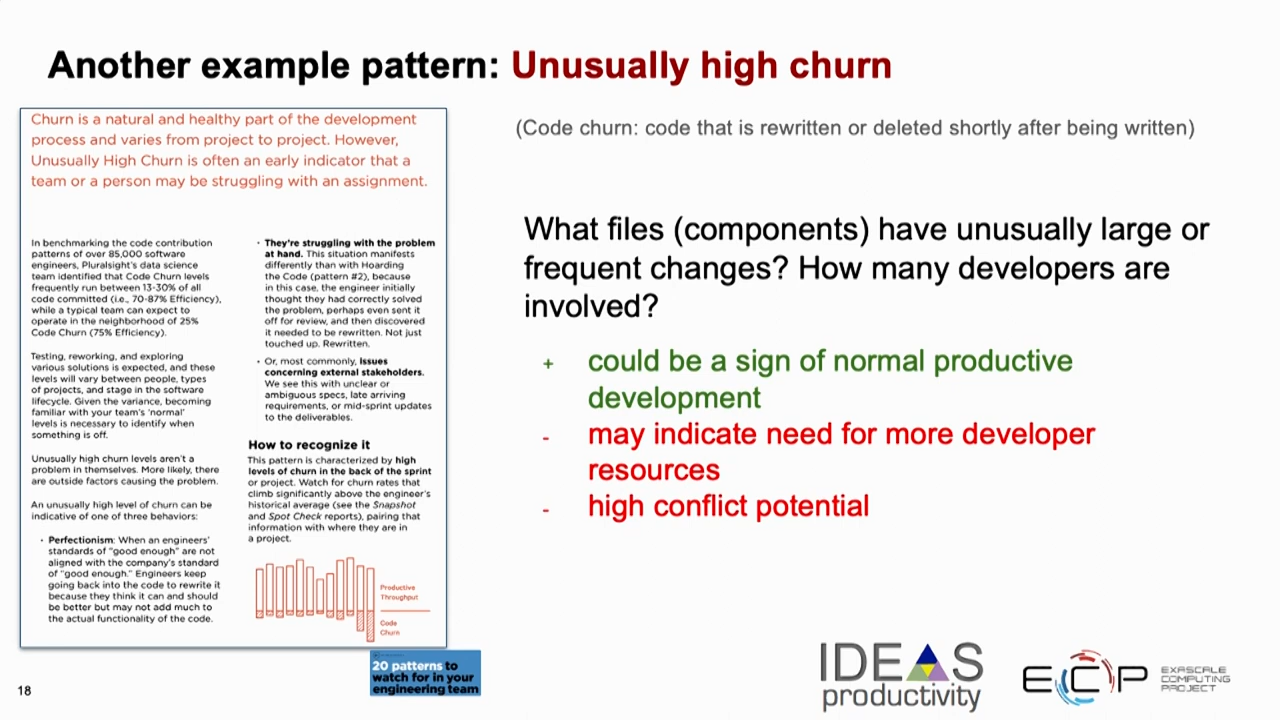 Another example pattern: Unusually high churn
Churn is a natural and healthy part of the development
process and varies from project to project. However,
Unusually High Churn is often an early indicator that a
team or a person may be struggling with an assignment.
In benchmarking the code contribution
patterns of over 85,000 software
engineers, Pluralsight's data science
team identified that Code Churn levels
frequently run between 13-30% of all
code committed (i.e., 70-87% Efficiency),
while a typical team can expect to
operate in the neighborhood of 25%
Code Churn (75% Efficiency).
Testing, reworking, and exploring
various solutions is expected, and these
levels will vary between people, types
of projects, and stage in the software
lifecycle. Given the variance, becoming
familiar with your team's 'normal'
levels is necessary to identify when
something is off.
Unusually high churn levels aren't a
problem in themselves. More likely, there
are outside factors causing the problem.
An unusually high level of churn can be
indicative of one of three behaviors:
· Perfectionism: When an engineers'
standards of "good enough" are not
aligned with the company's standard
of "good enough." Engineers keep
going back into the code to rewrite it
because they think it can and should
be better but may not add much to
the actual functionality of the code.
· They're struggling with the problem
at hand. This situation manifests
differently than with Hoarding
the Code (pattern #2), because
in this case, the engineer initially
thought they had correctly solved
the problem, perhaps even sent it
off for review, and then discovered
it needed to be rewritten. Not just
touched up. Rewritten.
· Or, most commonly, issues
concerning external stakeholders.
We see this with unclear or
ambiguous specs, late arriving
requirements, or mid-sprint updates
to the deliverables.
How to recognize it
This pattern is characterized by high
levels of churn in the back of the sprint
or project. Watch for churn rates that
climb significantly above the engineer's
historical average (see the Snapshot
and Spot Check reports), pairing that
information with where they are in
a project.
Productive
Throughput
Code
Churn
20 patterns to
watch for in your
engineering team
(Code churn: code that is rewritten or deleted shortly after being written)
What files (components) have unusually large or
frequent changes? How many developers are
involved?
+ could be a sign of normal productive
development
- may indicate need for more developer
resources
- high conflict potential
18
IDEAS
productivity
ECP
EXASCALE
COMPUTING
PROJECT